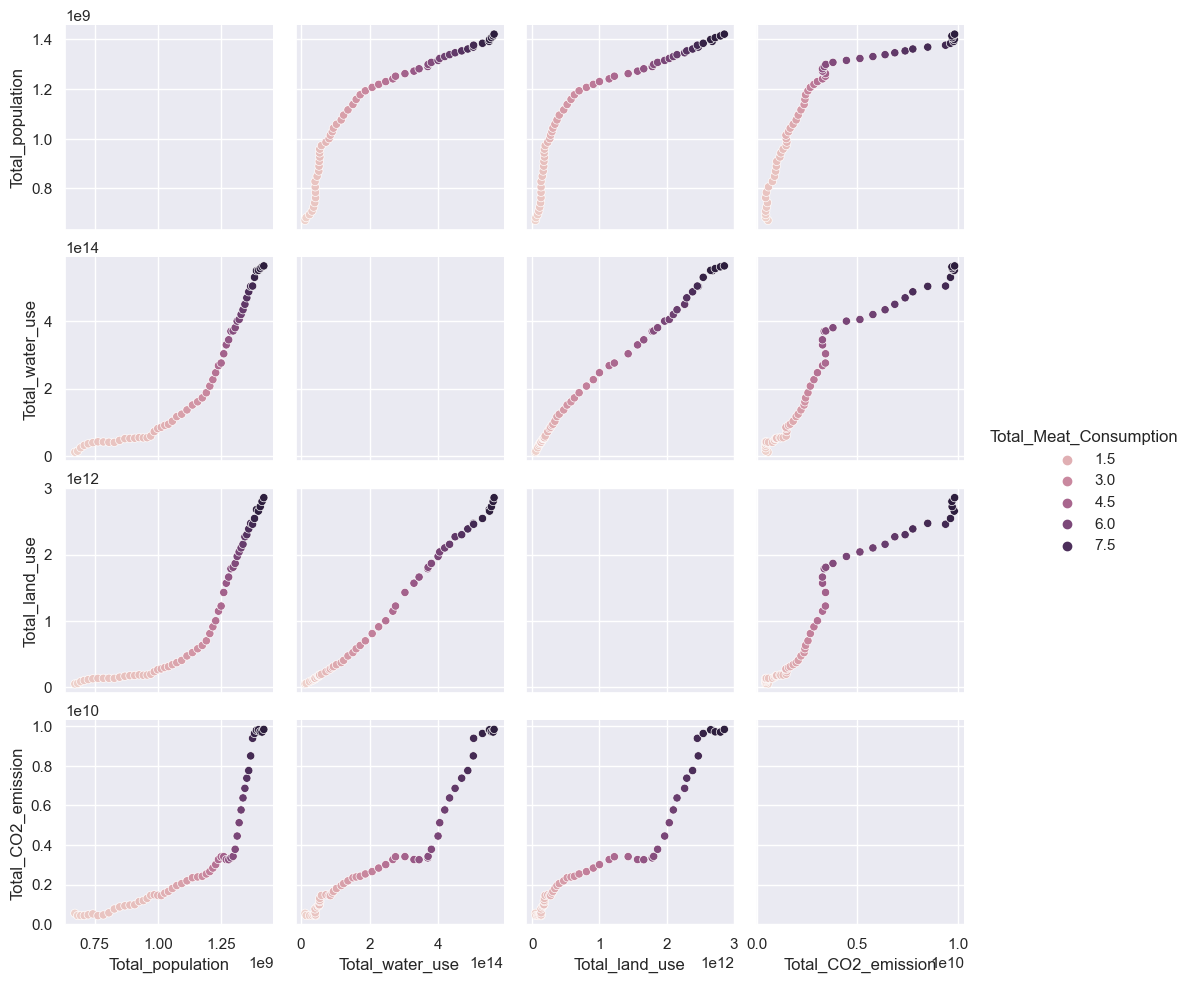 1e9
1.4
1.2
1.0
0.8
Total_population
1e14
4
2
0
Total_water_use
1e12
3
2
1
0
Total_land_use
1e10
1.0
0.8
0.6
0.4
0.2
0.0
Total_CO2_emission
0.75 1.00 1.25
1e9
Total_population
0 2 4
1e14
Total_water_use
0 1 2 3
1e12
Total_land_use
0.0 0.5 1.0
1e10
Total_CO2_emission
Total_Meat_Consumption
1.5
3.0
4.5
6.0
7.5